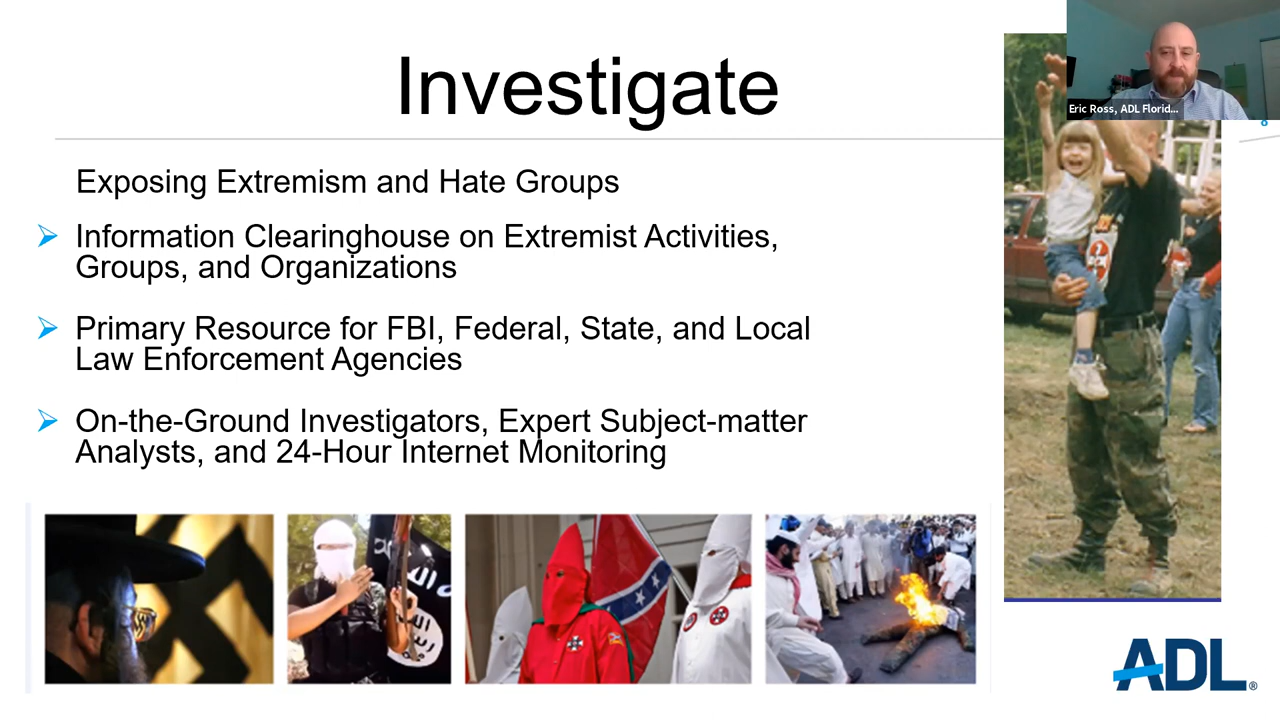 Investigate
Eric Ross, ADL Florid...
8
Exposing Extremism and Hate Groups
Information Clearinghouse on Extremist Activities,
Groups, and Organizations
Primary Resource for FBI, Federal, State, and Local
Law Enforcement Agencies
On-the-Ground Investigators, Expert Subject-matter
Analysts, and 24-Hour Internet Monitoring
ADL®